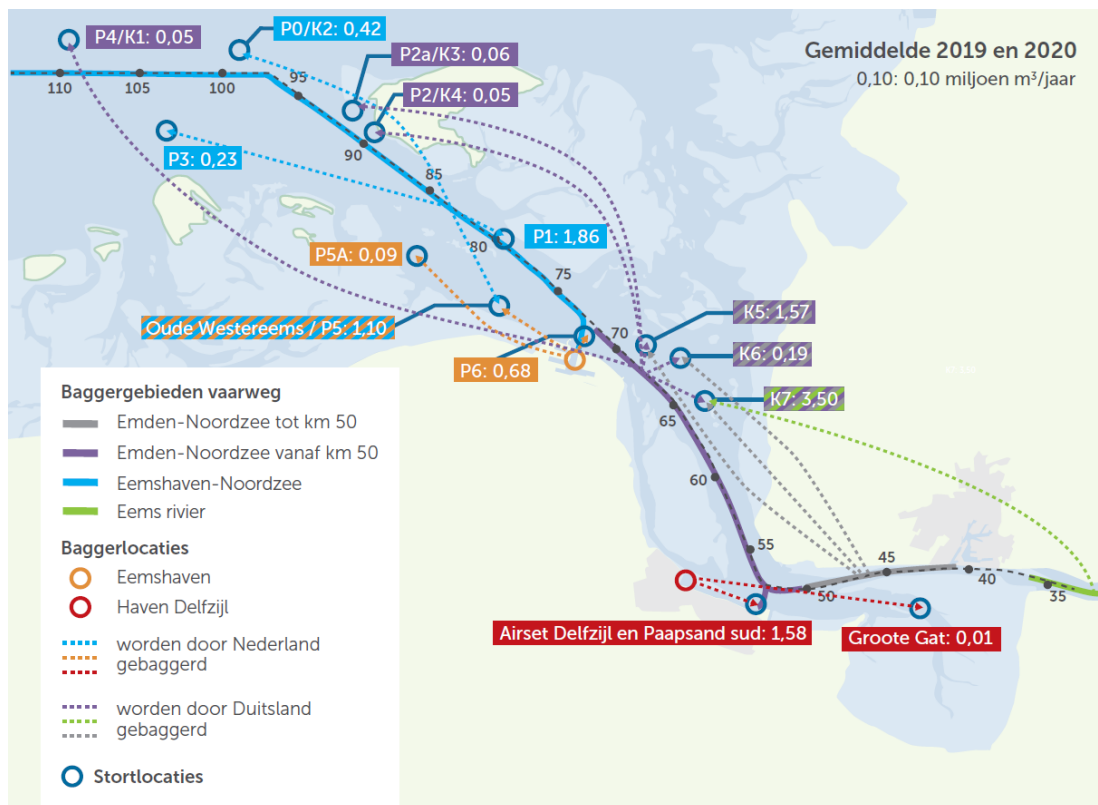 P4/K1: 0,05
P0/K2: 0,42
P2a/K3: 0,06
P2/K4: 0,05
Gemiddelde 2019 en 2020
0,10: 0,10 miljoen m³/jaar
110
105
100
95
90
85
80
75
70
65
60
55
50
45
40
35
P3: 0,23
P1: 1,86
P5A: 0,09
Oude Westereems / P5: 1,10
P6: 0,68
K5: 1,57
K6: 0,19
K7: 3,50
Airset Delfzijl en Paapsand sud: 1,58
Groote Gat: 0,01
Baggergebieden vaarweg
Emden-Noordzee tot km 50
Emden-Noordzee vanaf km 50
Eemshaven-Noordzee
Eems rivier
Baggerlocaties
Eemshaven
Haven Delfzijl
worden door Nederland
gebaggerd
worden door Duitsland
gebaggerd
Stortlocaties